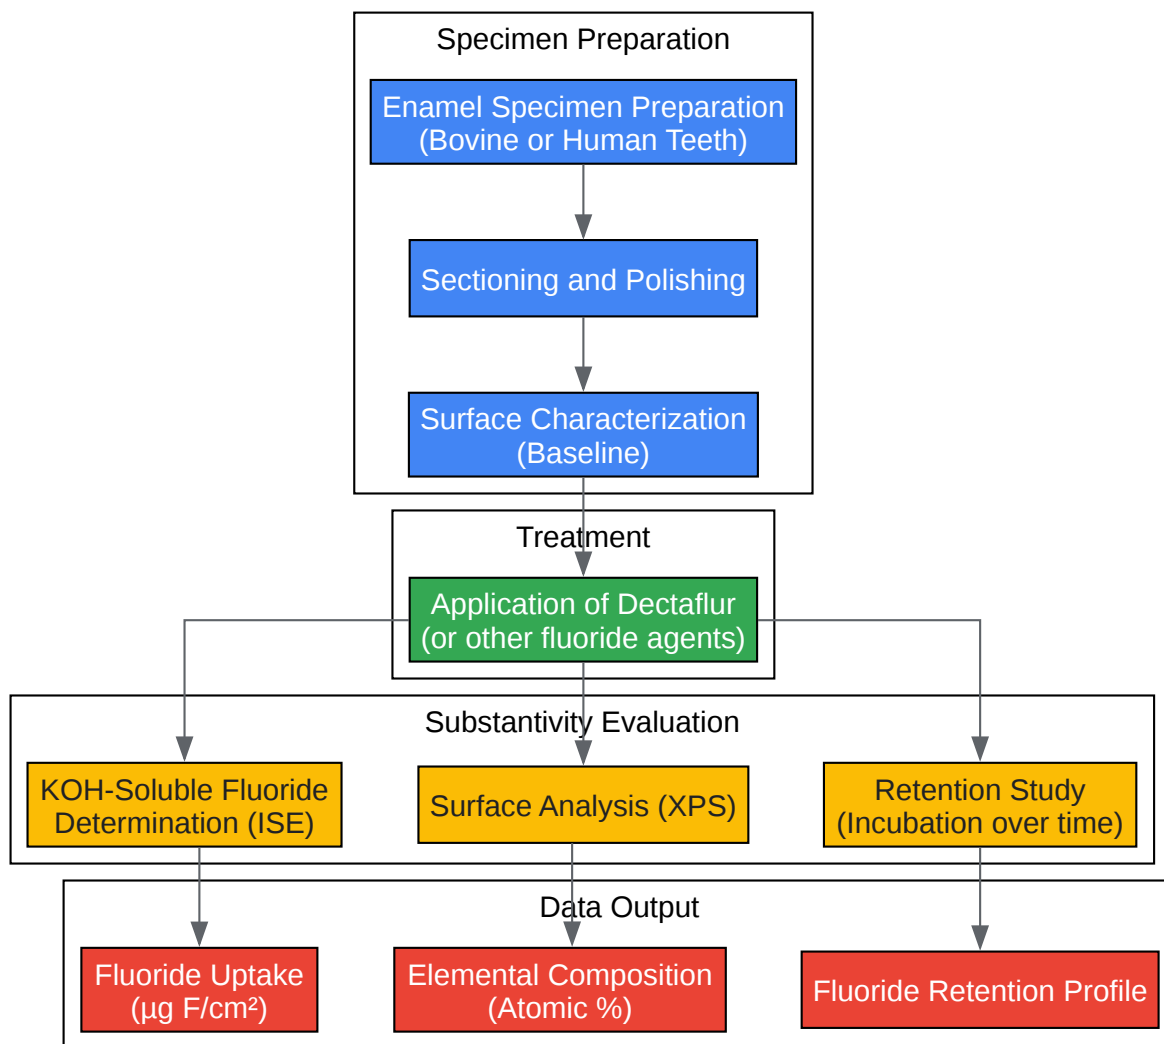 Specimen Preparation
Enamel Specimen Preparation
(Bovine or Human Teeth)
Sectioning and Polishing
Surface Characterization
(Baseline)
Treatment
Application of Dectaflur
(or other fluoride agents)
Substantivity Evaluation
KOH-Soluble Fluoride
Determination (ISE)
Surface Analysis (XPS)
Retention Study
(Incubation over time)
Data Output
Fluoride Uptake
(µg F/cm²)
Elemental Composition
(Atomic %)
Fluoride Retention Profile